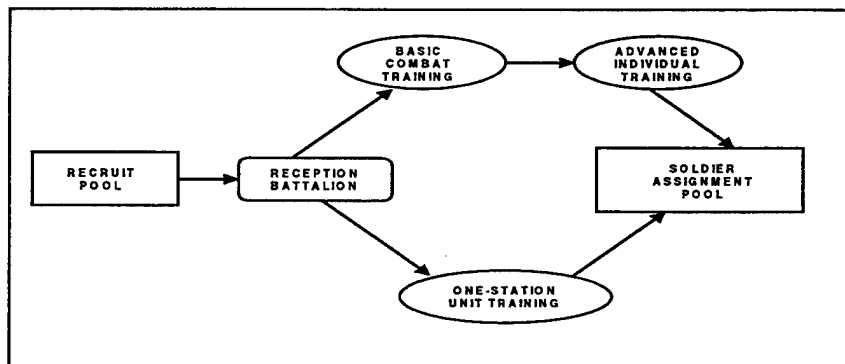 BASIC
COMBAT
TRAINING
ADVANCED
INDIVIDUAL
TRAINING
RECRUIT
POOL
RECEPTION
BATTALION
SOLDIER
ASSIGNMENT
POOL
ONE-STATION
UNIT TRAINING